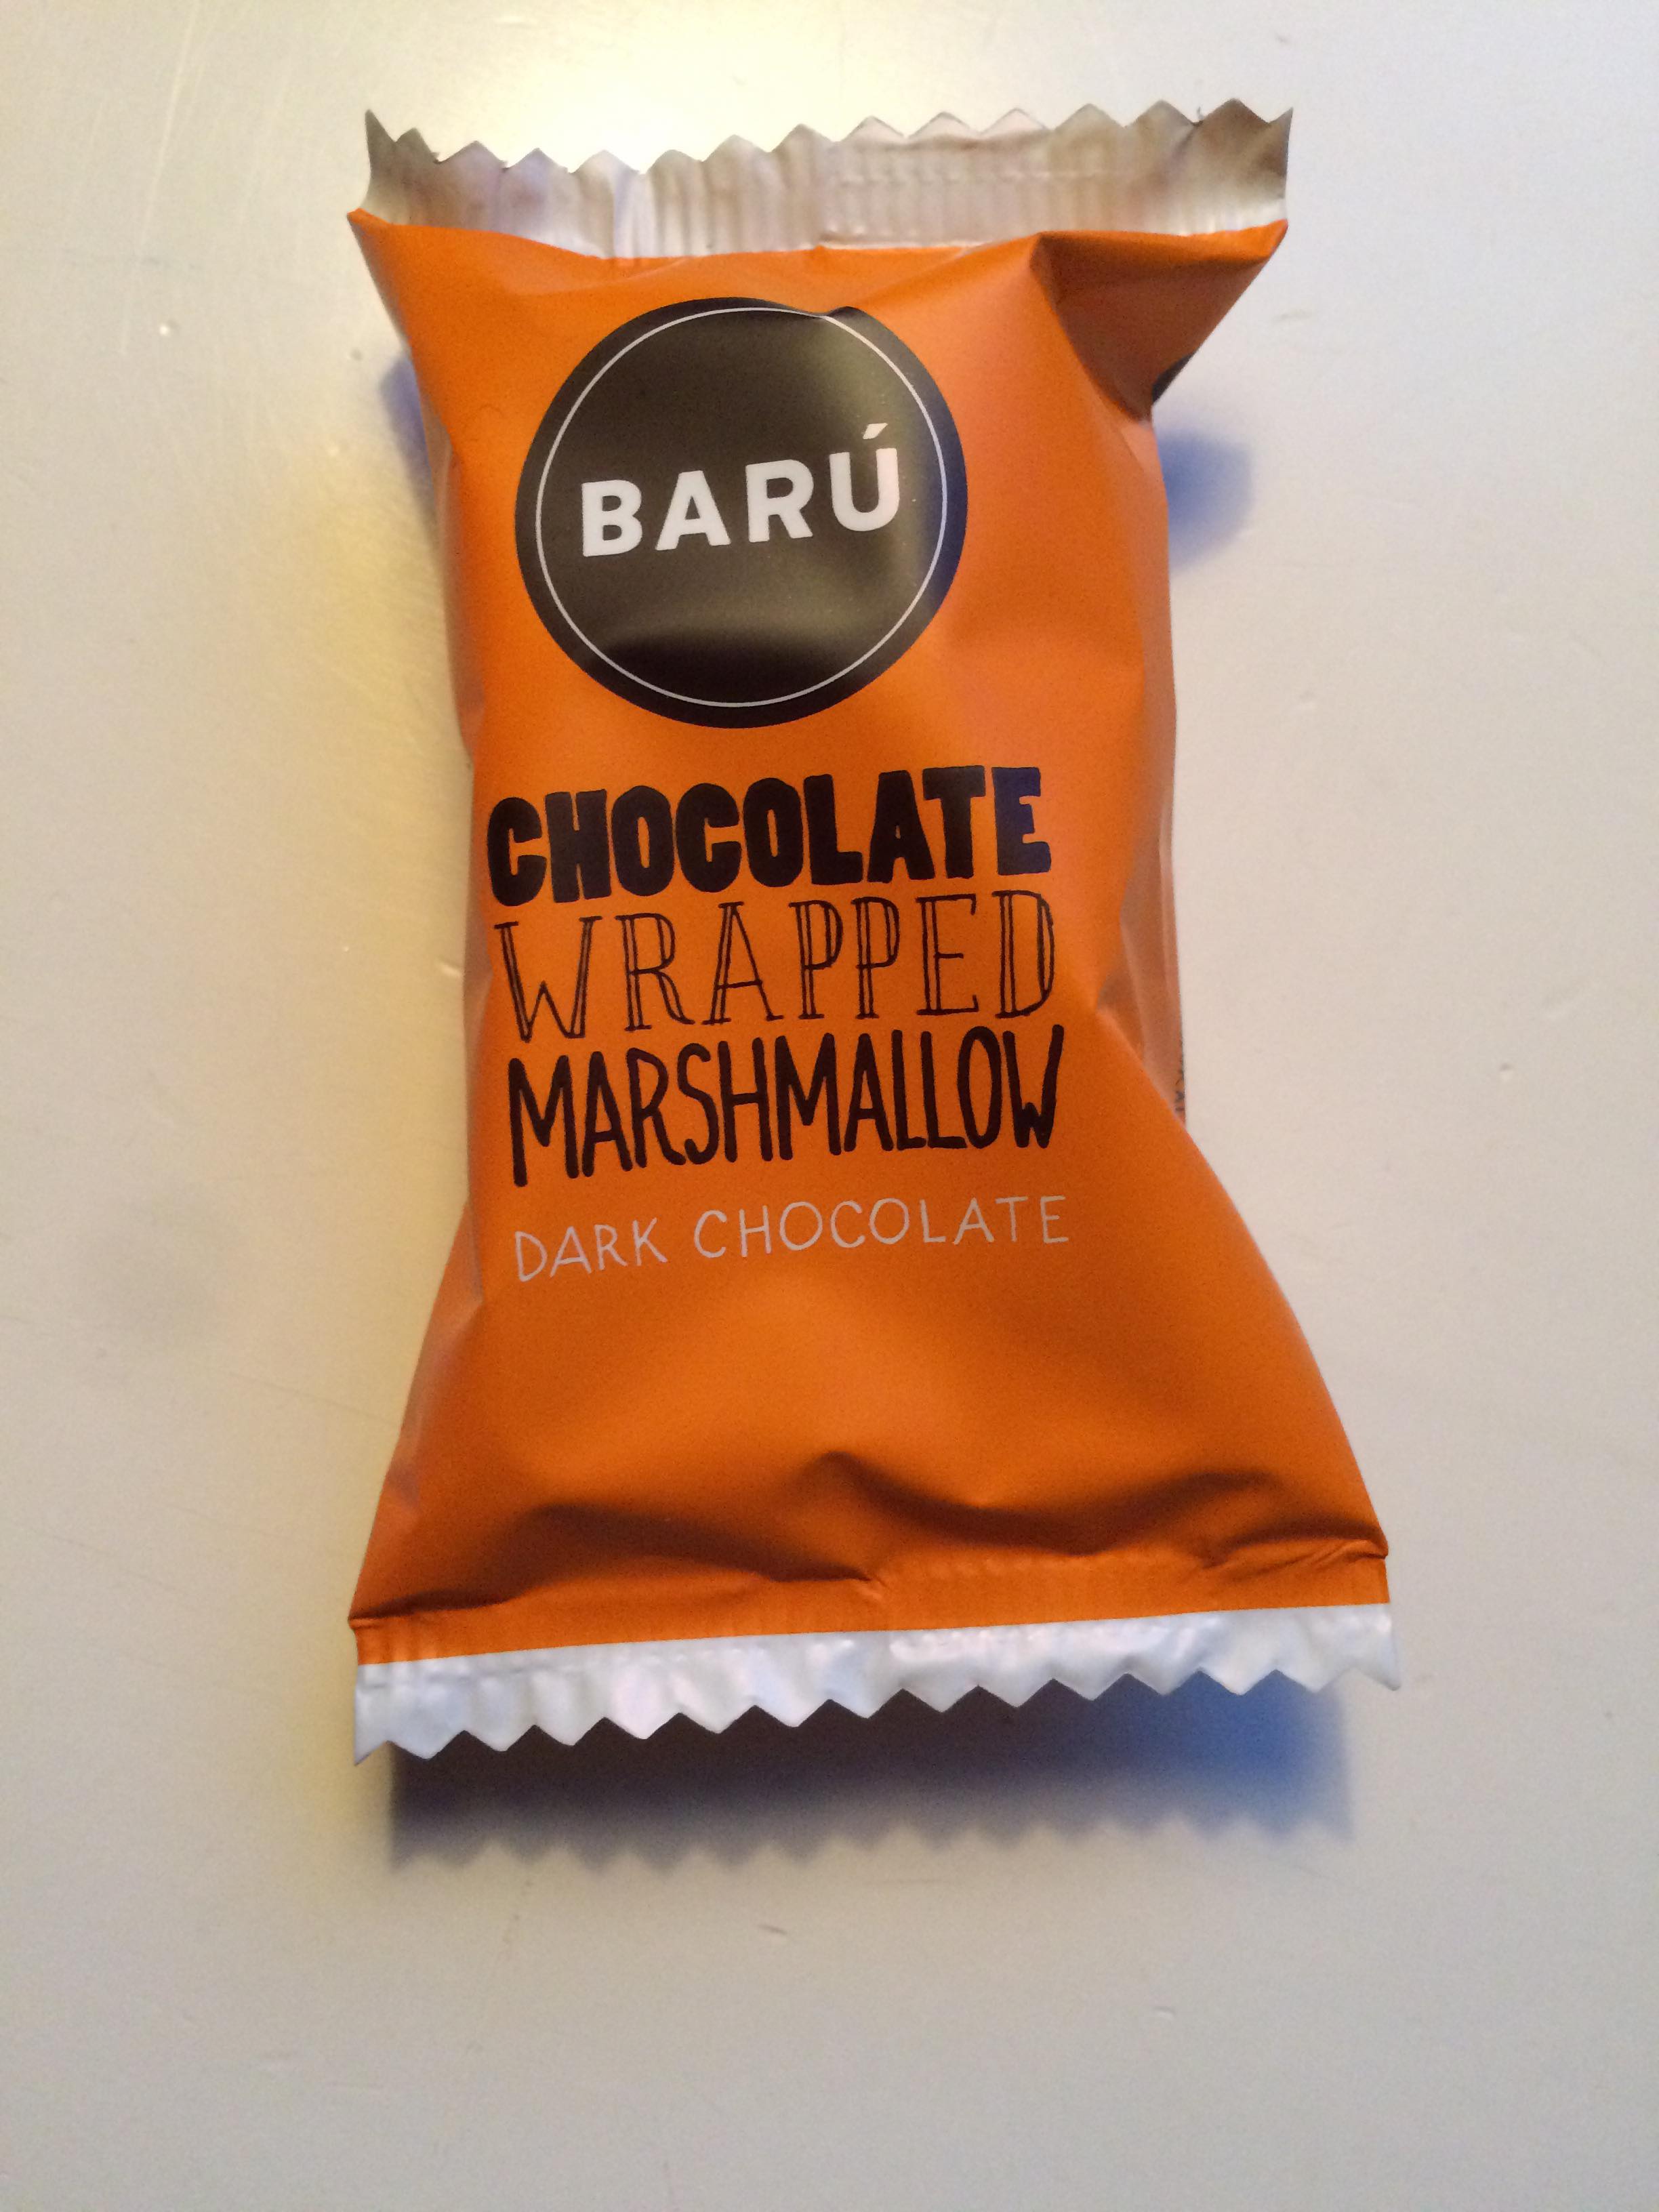 BARÚ
CHOCOLATE
WRAPPED
MARSHMALLOW
DARK CHOCOLATE